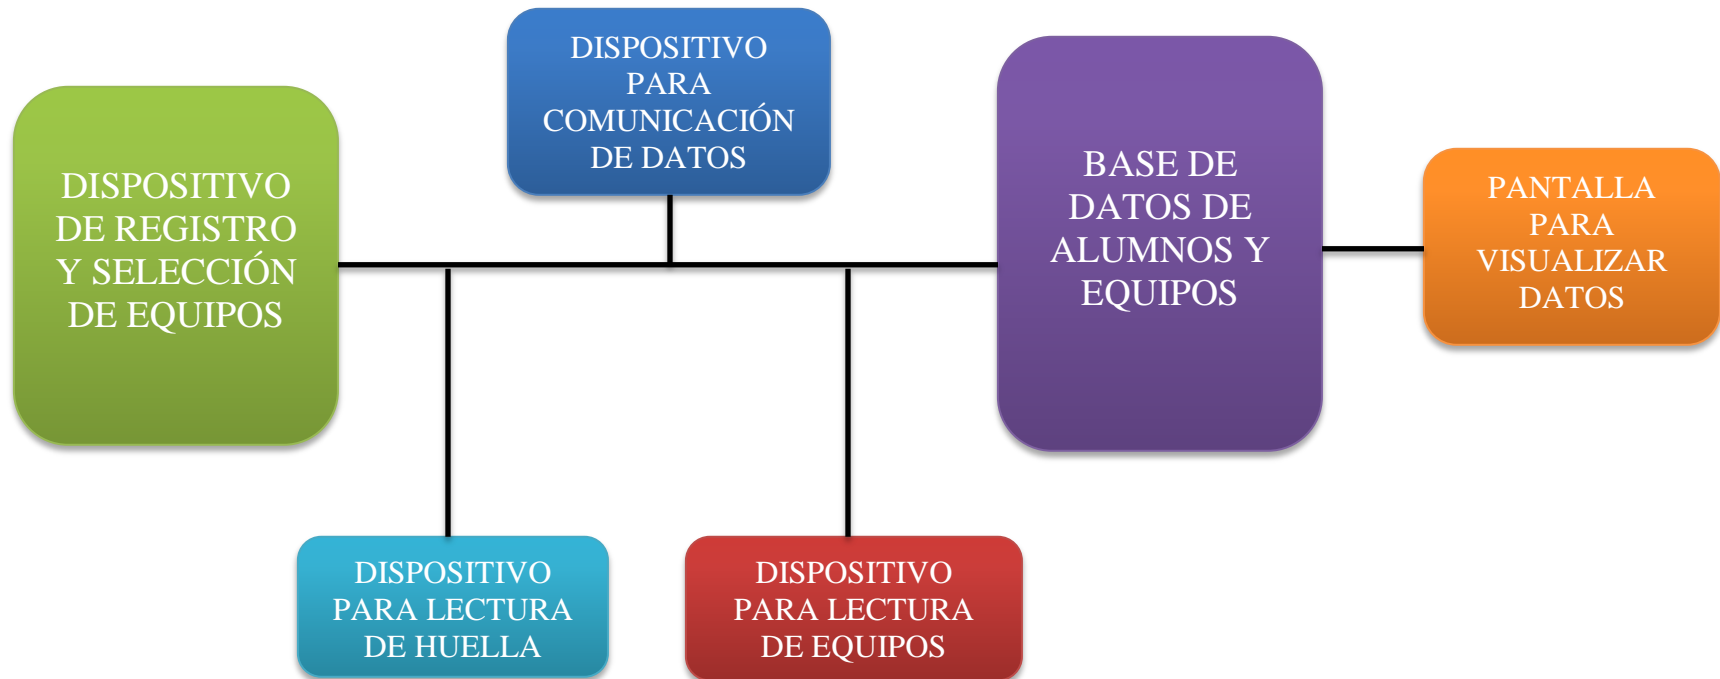 DISPOSITIVO
DE REGISTRO
Y SELECCIÓN
DE EQUIPOS
DISPOSITIVO
PARA
COMUNICACIÓN
DE DATOS
BASE DE
DATOS DE
ALUMNOS Y
EQUIPOS
PANTALLA
PARA
VISUALIZAR
DATOS
DISPOSITIVO
PARA LECTURA
DE HUELLA
DISPOSITIVO
PARA LECTURA
DE EQUIPOS